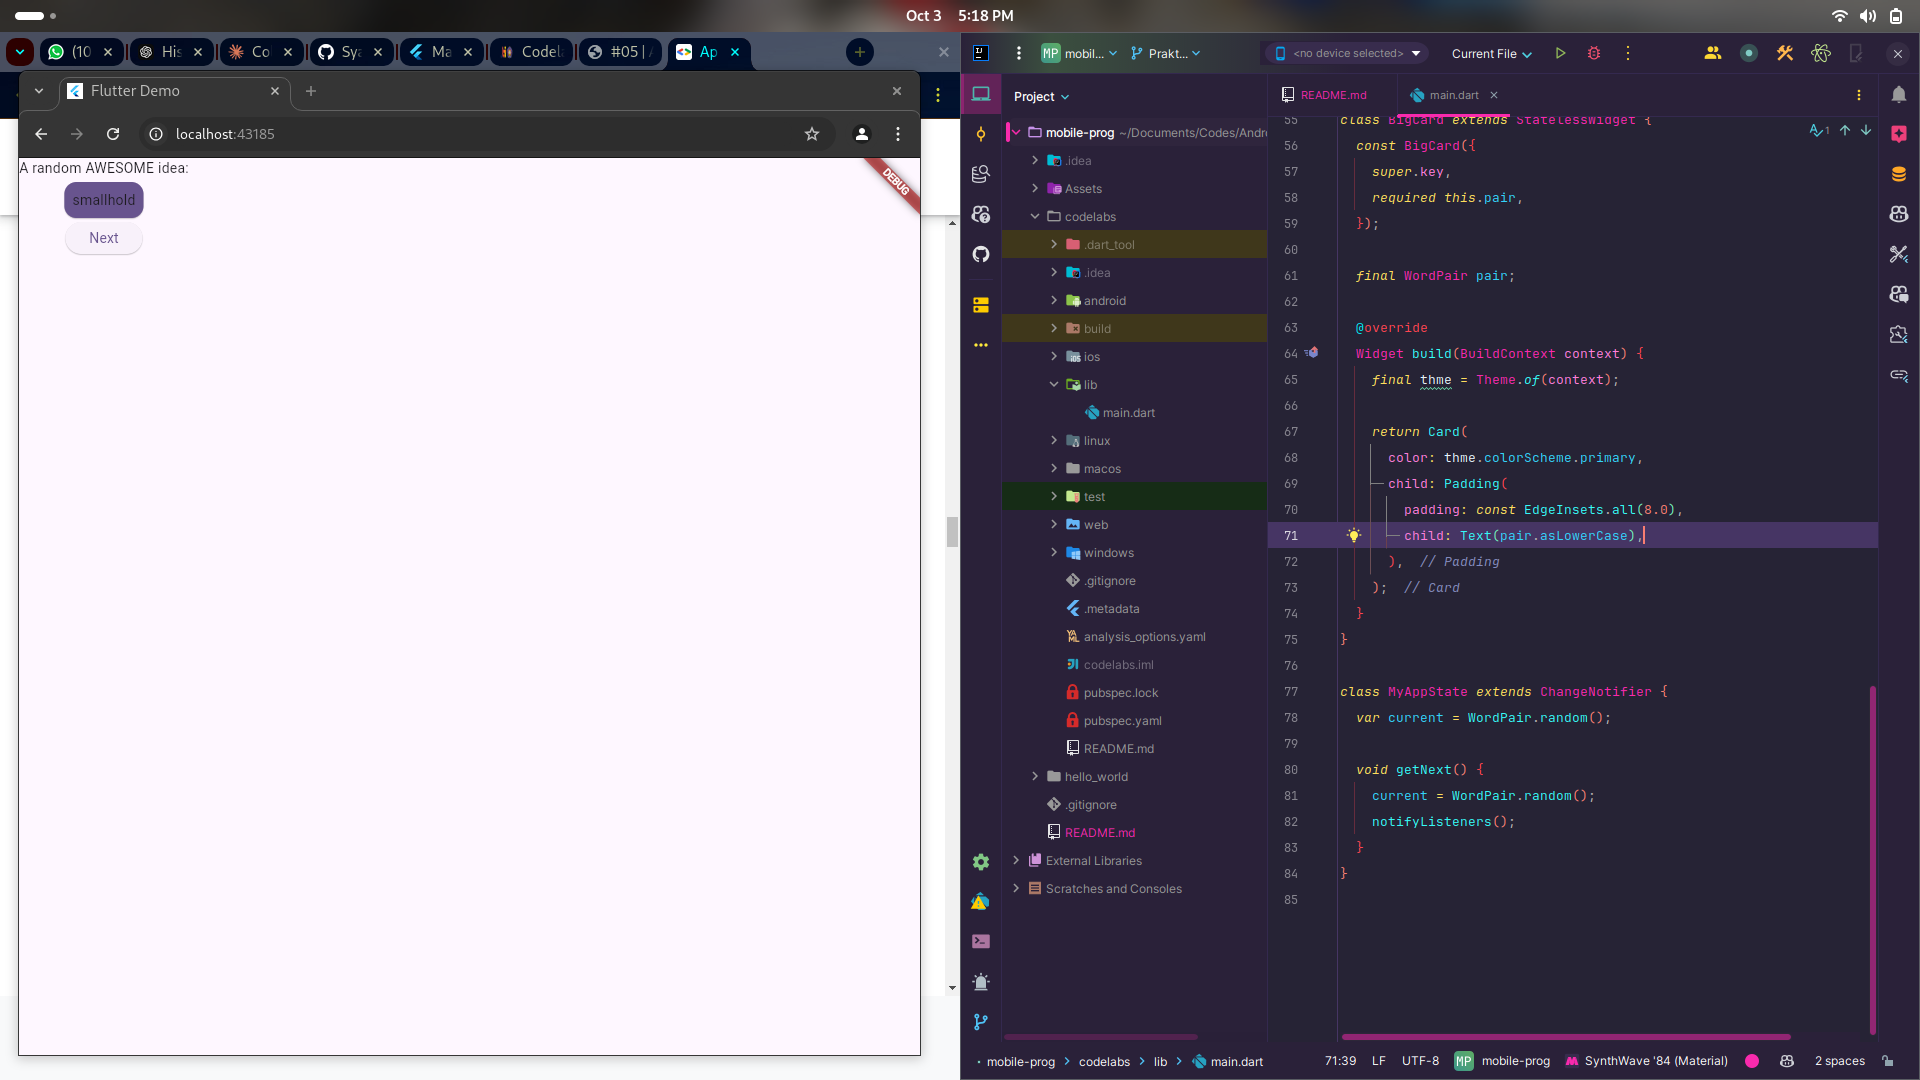 Oct 3 5:18 PM
(10 His Co Sya Ma Codela #05 | A Ap
Flutter Demo
localhost:43185
A random AWESOME idea:
smallhold
Next
DEBUG
MP mobil... Prakt... <no device selected> Current File
Project
README.md main.dart
mobile-prog ~/Documents/Codes/Andro
.idea
Assets
codelabs
.dart_tool
.idea
android
build
ios
lib
main.dart
linux
macos
test
web
windows
.gitignore
.metadata
analysis_options.yaml
codelabs.iml
pubspec.lock
pubspec.yaml
README.md
hello_world
.gitignore
README.md
External Libraries
Scratches and Consoles
1
55 class BigCard extends StatelessWidget {
56 const BigCard({
57 super.key,
58 required this.pair,
59 });
60
61 final WordPair pair;
62
63 @override
64 Widget build(BuildContext context) {
65 final thme = Theme.of(context);
66
67 return Card(
68 color: thme.colorScheme.primary,
69 child: Padding(
70 padding: const EdgeInsets.all(8.0),
71 child: Text(pair.asLowerCase),
72 ), // Padding
73 ); // Card
74 }
75 }
76
77 class MyAppState extends ChangeNotifier {
78 var current = WordPair.random();
79
80 void getNext() {
81 current = WordPair.random();
82 notifyListeners();
83 }
84 }
85
mobile-prog > codelabs > lib > main.dart 71:39 LF UTF-8 MP mobile-prog SynthWave '84 (Material) 2 spaces